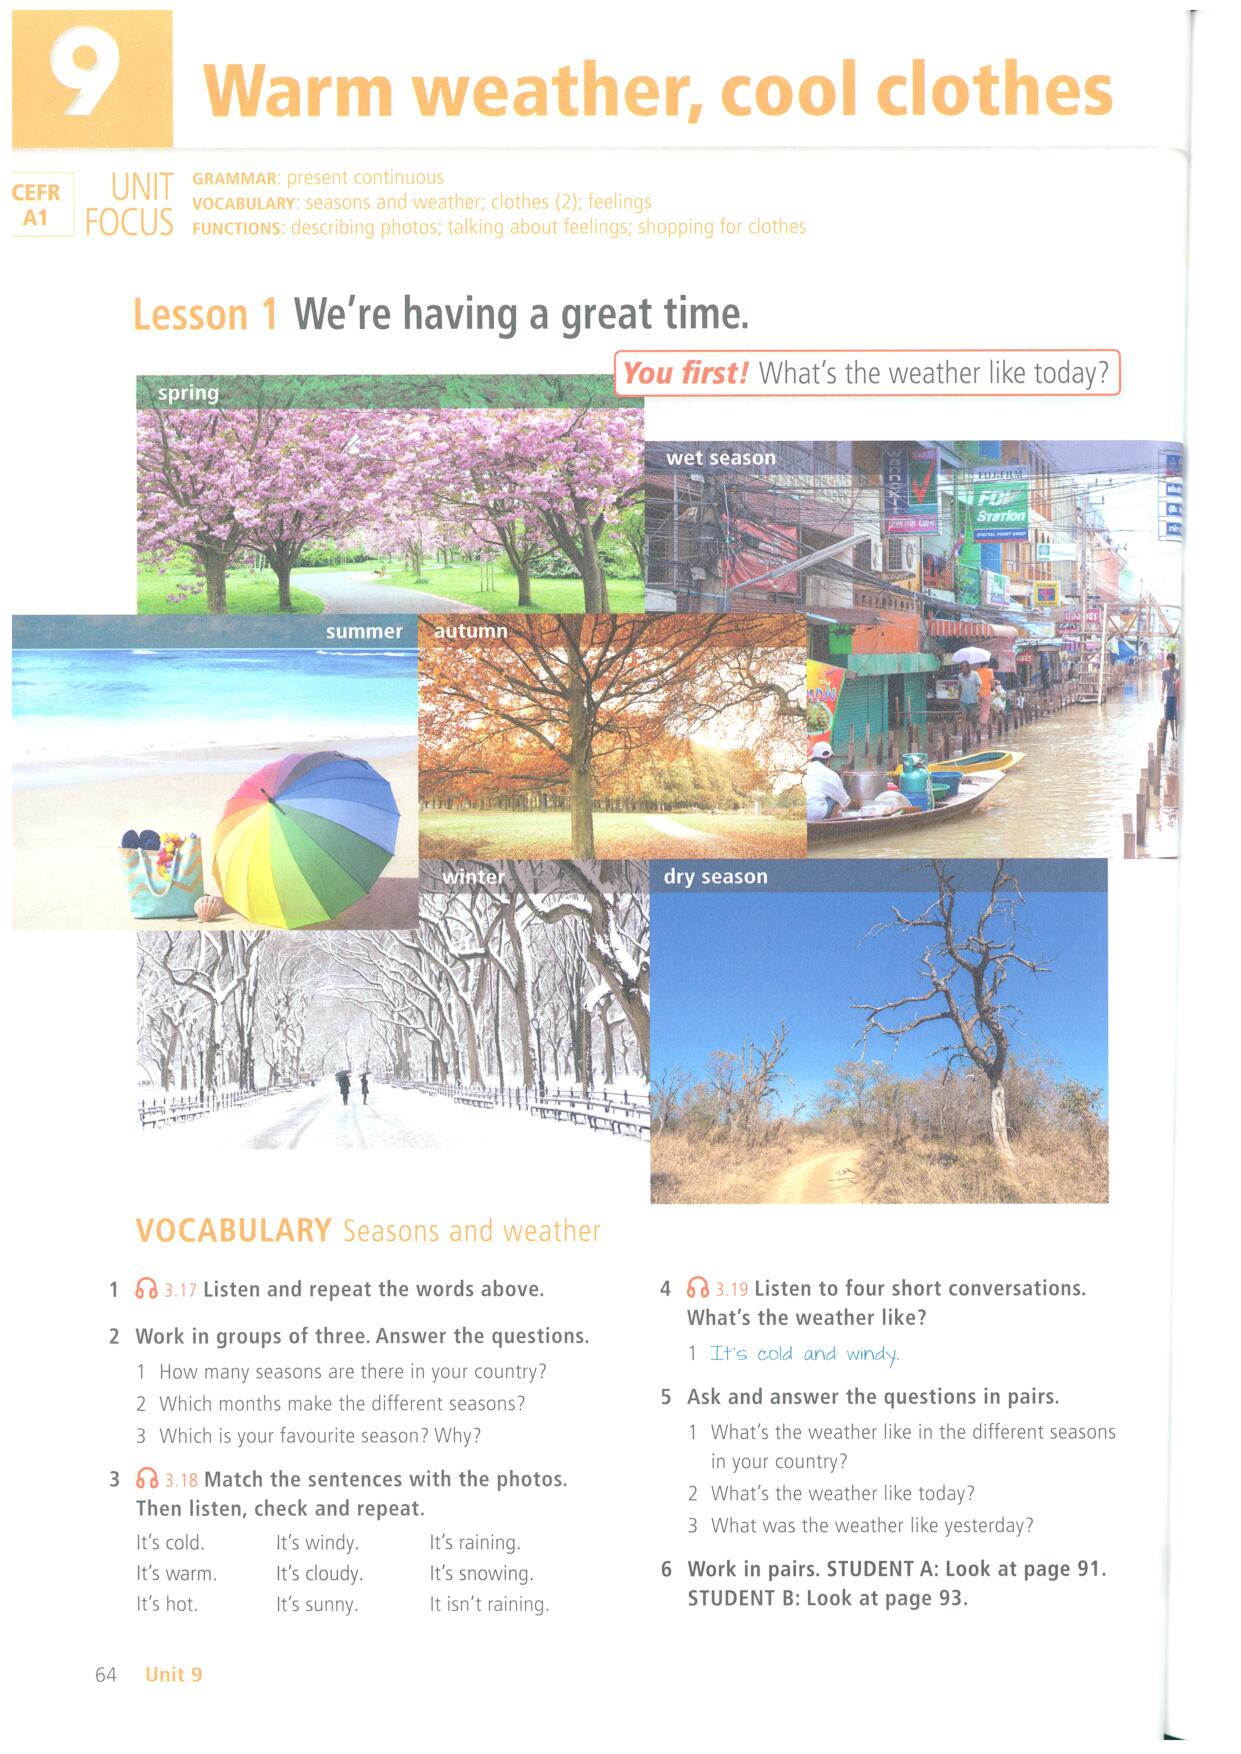 9
Warm weather, cool clothes
CEFR
A1
UNIT
FOCUS
GRAMMAR: present continuous
VOCABULARY: seasons and weather; clothes (2); feelings
FUNCTIONS: describing photos; talking about feelings; shopping for clothes
Lesson 1 We're having a great time.
You first! What's the weather like today?
spring
wet season
FUJIFILM
FDi
STATION
DIGITAL PRINT SHOP
summer
autumn
winter
dry season
VOCABULARY Seasons and weather
1 3.17 Listen and repeat the words above.
2 Work in groups of three. Answer the questions.
1 How many seasons are there in your country?
2 Which months make the different seasons?
3 Which is your favourite season? Why?
3 3.18 Match the sentences with the photos.
Then listen, check and repeat.
It's cold. It's windy. It's raining.
It's warm. It's cloudy. It's snowing.
It's hot. It's sunny. It isn't raining.
4 3.19 Listen to four short conversations.
What's the weather like?
1 It's cold and windy.
5 Ask and answer the questions in pairs.
1 What's the weather like in the different seasons
in your country?
2 What's the weather like today?
3 What was the weather like yesterday?
6 Work in pairs. STUDENT A: Look at page 91.
STUDENT B: Look at page 93.
64 Unit 9